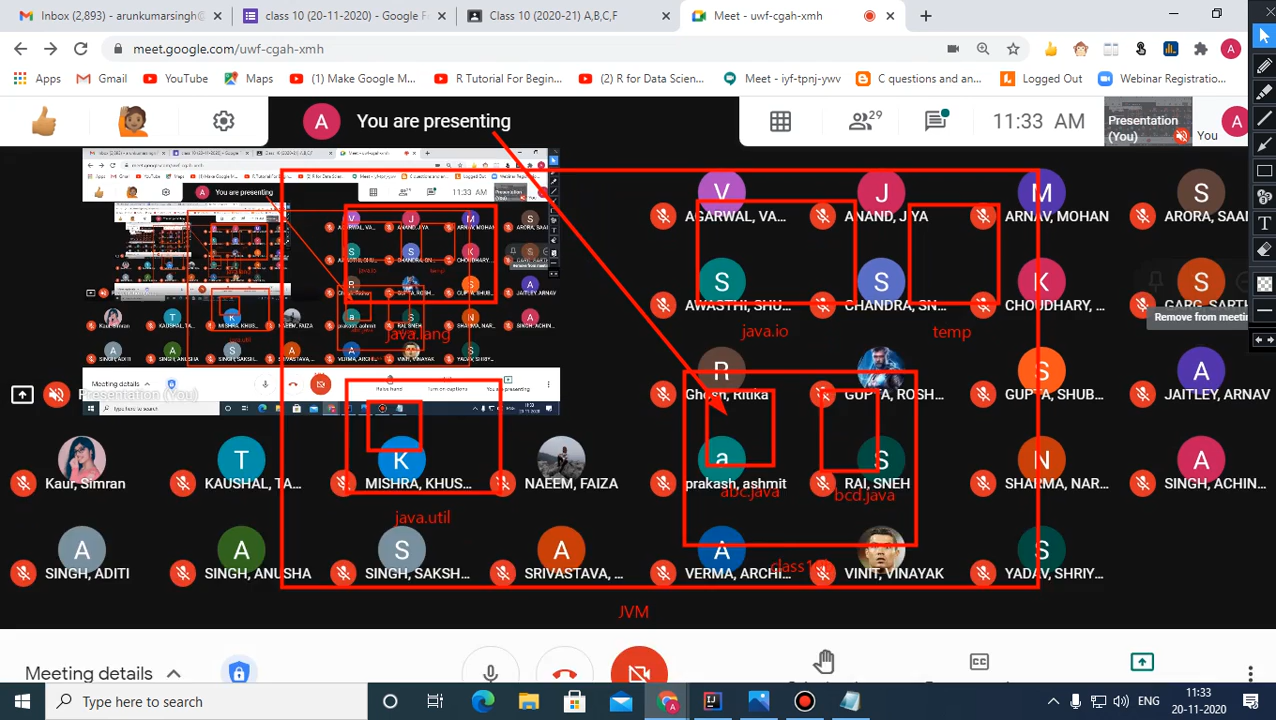 Inbox (2,893) - arunkumarsingh@
class 10 (20-11-2020) - Google F
Class 10 (2020-21) A,B,C,F
Meet - uwf-cgah-xmh
meet.google.com/uwf-cgah-xmh
Apps
Gmail
YouTube
Maps
(1) Make Google M...
R Tutorial For Begin...
(2) R for Data Scien...
Meet - iyf-tpnj-ywv
C questions and an...
Logged Out
Webinar Registratio...
A You are presenting
29
11:33 AM
Presentation (You)
You
A
V
AGARWAL, VA...
J
ANAND, JIYA
M
ARNAV, MOHAN
S
ARORA, SAAI
S
AWASTHI, SHU
S
CHANDRA, SN
K
CHOUDHARY,
S
GARG, SARTH
Remove from meetin
java.io
temp
java.lang
Presentation (You)
R
Ghosh, Ritika
GUPTA, ROSH...
S
GUPTA, SHUB...
A
JAITLEY, ARNAV
Kaur, Simran
T
KAUSHAL, TA...
K
MISHRA, KHUS...
NAEEM, FAIZA
a
prakash, ashmit
S
RAI, SNEH
N
SHARMA, NAR...
A
SINGH, ACHIN...
abc.java
bcd.java
java.util
A
SINGH, ADITI
A
SINGH, ANUSHA
S
SINGH, SAKSH...
A
SRIVASTAVA, ...
A
VERMA, ARCHI...
VINIT, VINAYAK
S
YADAV, SHRIY...
JVM
Meeting details
Type here to search
ENG
11:33
20-11-2020